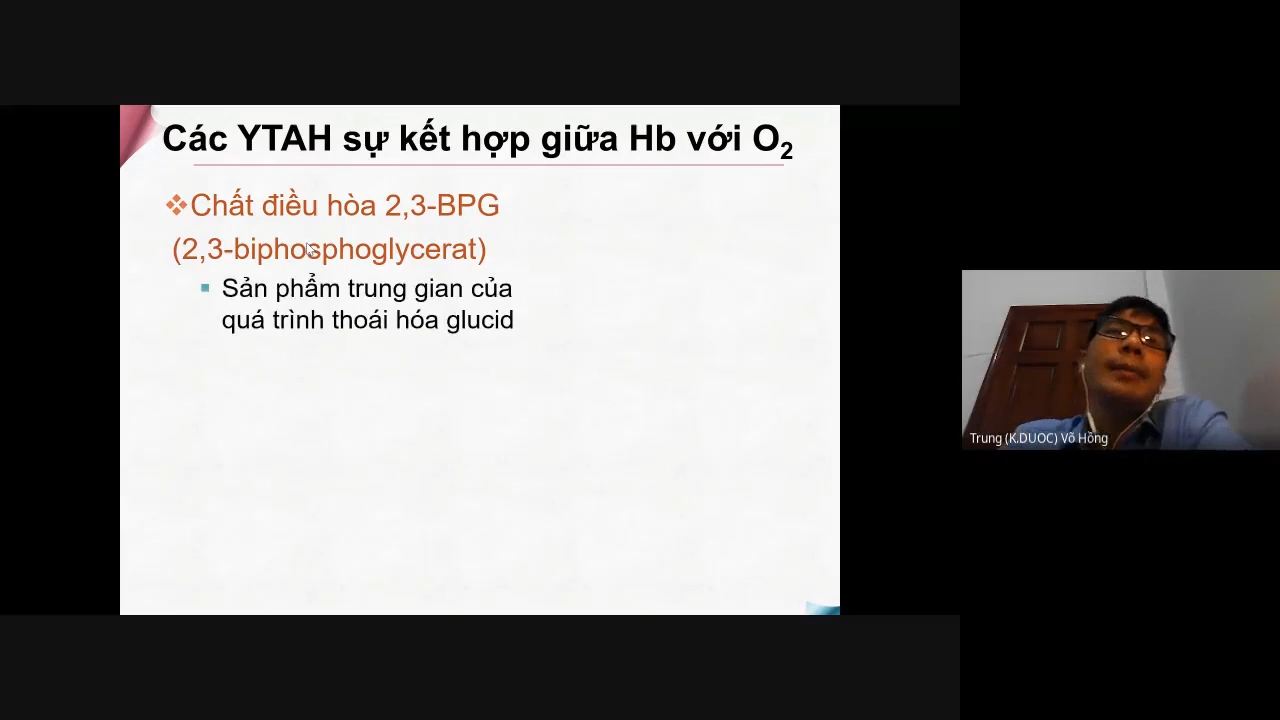 Các YTAH sự kết hợp giữa Hb với O₂
❖Chất điều hòa 2,3-BPG
(2,3-biphosphoglycerat)
▪ Sản phẩm trung gian của
quá trình thoái hóa glucid
Trung (K.DUOC) Võ Hồng